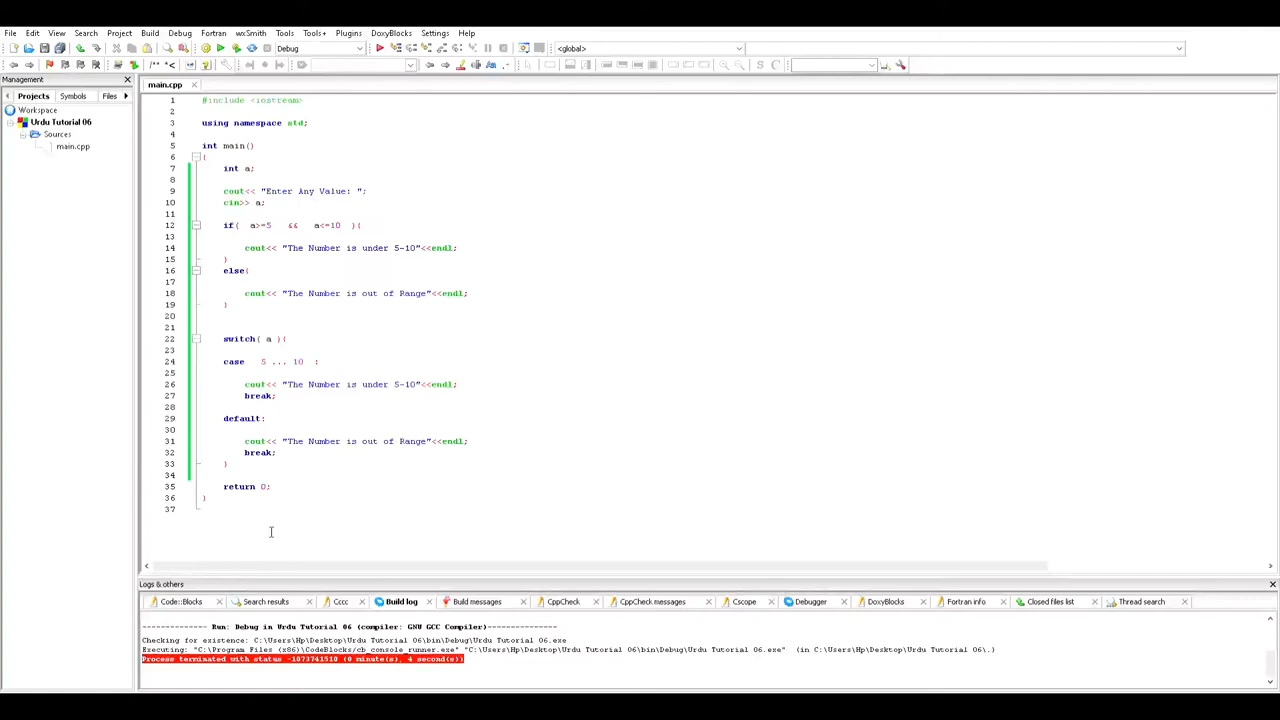 File Edit View Search Project Build Debug Fortran wxSmith Tools Tools+ Plugins DoxyBlocks Settings Help
Debug <global>
/** *<
Management
main.cpp
Projects Symbols Files
Workspace
Urdu Tutorial 06
Sources
main.cpp
1 #include <iostream>
2
3 using namespace std;
4
5 int main()
6 {
7 int a;
8
9 cout<< "Enter Any Value: ";
10 cin>> a;
11
12 if( a>=5 && a<=10 ){
13
14 cout<< "The Number is under 5-10"<<endl;
15 }
16 else{
17
18 cout<< "The Number is out of Range"<<endl;
19 }
20
21
22 switch( a ){
23
24 case 5 ... 10 :
25
26 cout<< "The Number is under 5-10"<<endl;
27 break;
28
29 default:
30
31 cout<< "The Number is out of Range"<<endl;
32 break;
33 }
34
35 return 0;
36 }
37
Logs & others
Code::Blocks Search results Cccc Build log Build messages CppCheck CppCheck messages Cscope Debugger DoxyBlocks Fortran info Closed files list Thread search
-------------- Run: Debug in Urdu Tutorial 06 (compiler: GNU GCC Compiler)---------------
Checking for existence: C:\Users\Hp\Desktop\Urdu Tutorial 06\bin\Debug\Urdu Tutorial 06.exe
Executing: "C:\Program Files (x86)\CodeBlocks/cb_console_runner.exe" "C:\Users\Hp\Desktop\Urdu Tutorial 06\bin\Debug\Urdu Tutorial 06.exe" (in C:\Users\Hp\Desktop\Urdu Tutorial 06\.)
Process terminated with status -1073741510 (0 minute(s), 4 second(s))